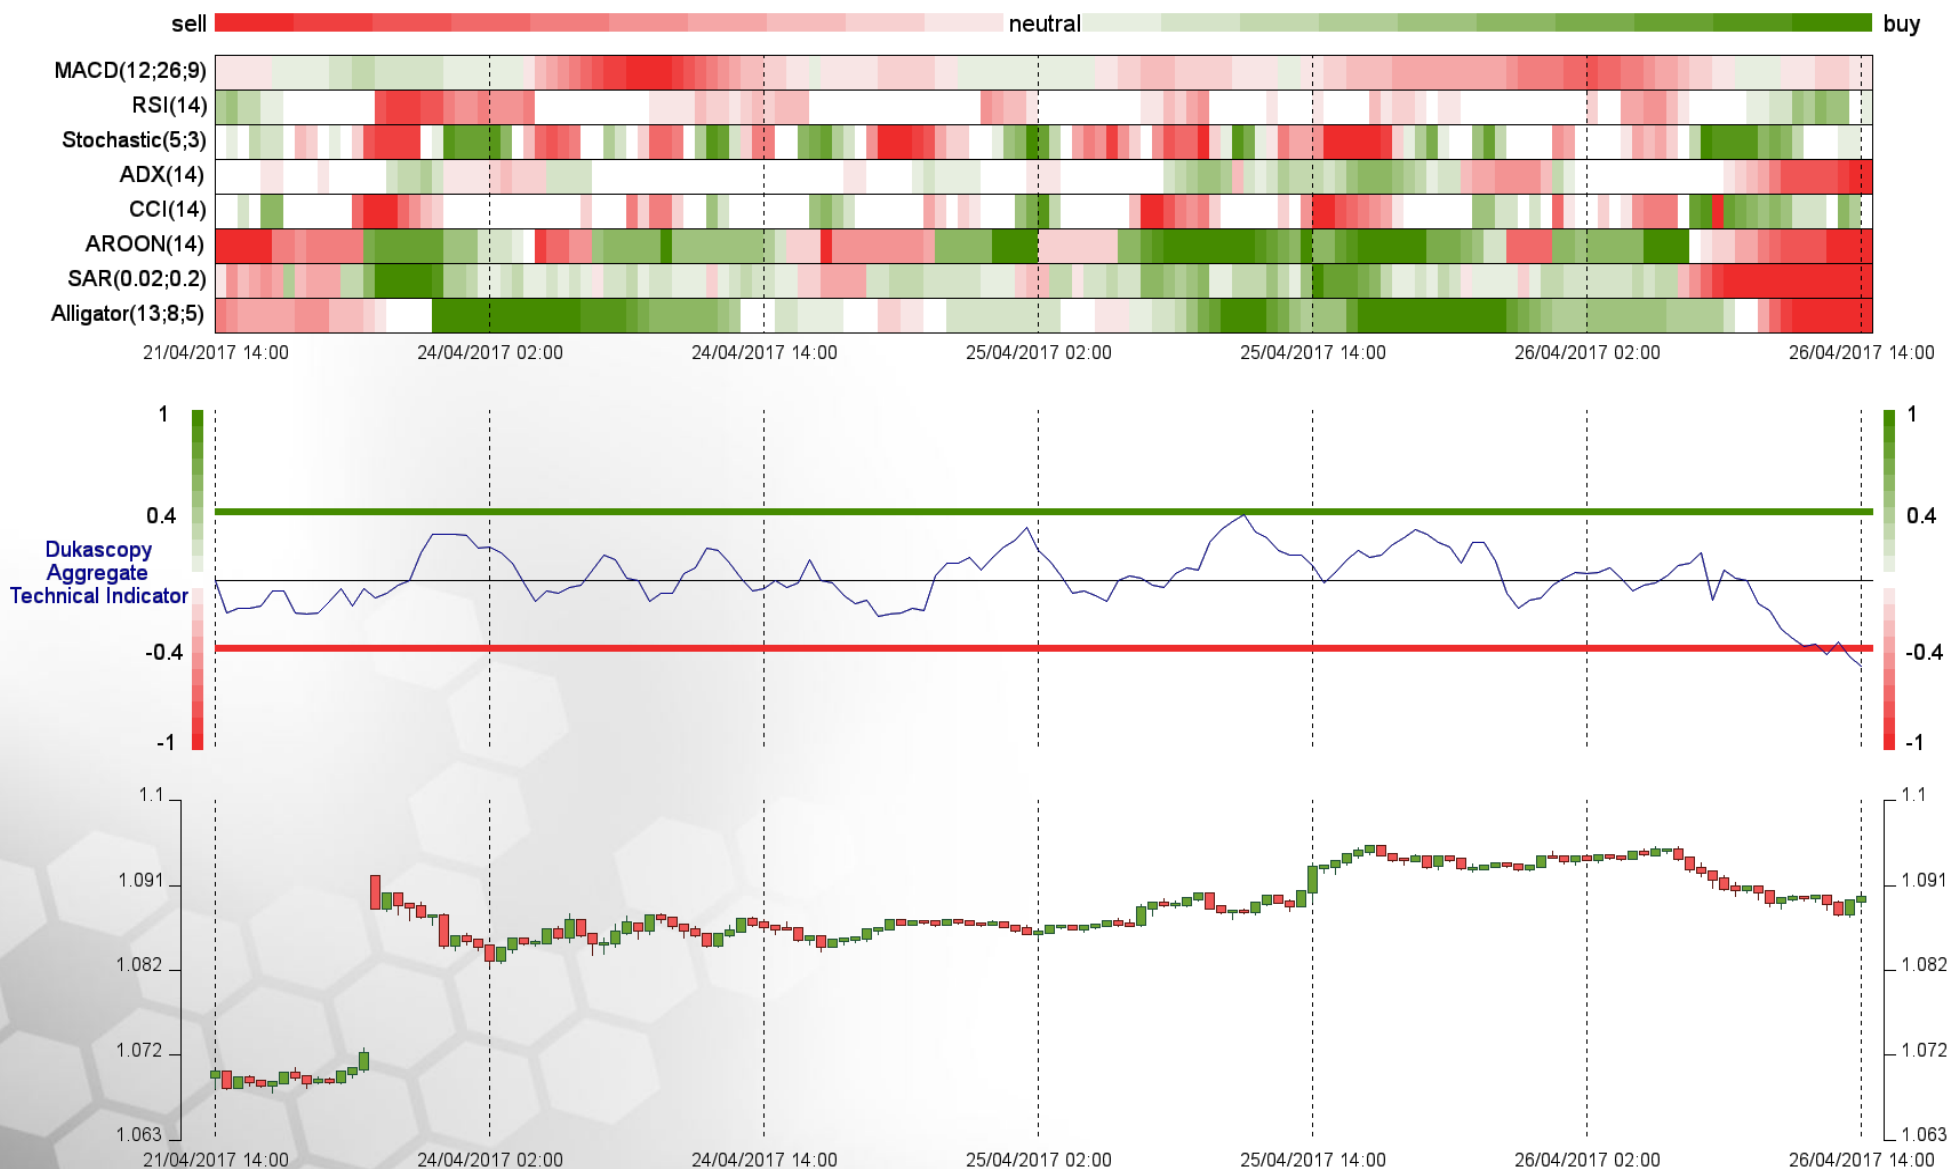 sell neutral buy
MACD(12;26;9)
RSI(14)
Stochastic(5;3)
ADX(14)
CCI(14)
AROON(14)
SAR(0.02;0.2)
Alligator(13;8;5)
21/04/2017 14:00 24/04/2017 02:00 24/04/2017 14:00 25/04/2017 02:00 25/04/2017 14:00 26/04/2017 02:00 26/04/2017 14:00
1 1
0.4 0.4
Dukascopy
Aggregate
Technical Indicator
-0.4 -0.4
-1 -1
1.1 1.1
1.091 1.091
1.082 1.082
1.072 1.072
1.063 1.063
21/04/2017 14:00 24/04/2017 02:00 24/04/2017 14:00 25/04/2017 02:00 25/04/2017 14:00 26/04/2017 02:00 26/04/2017 14:00